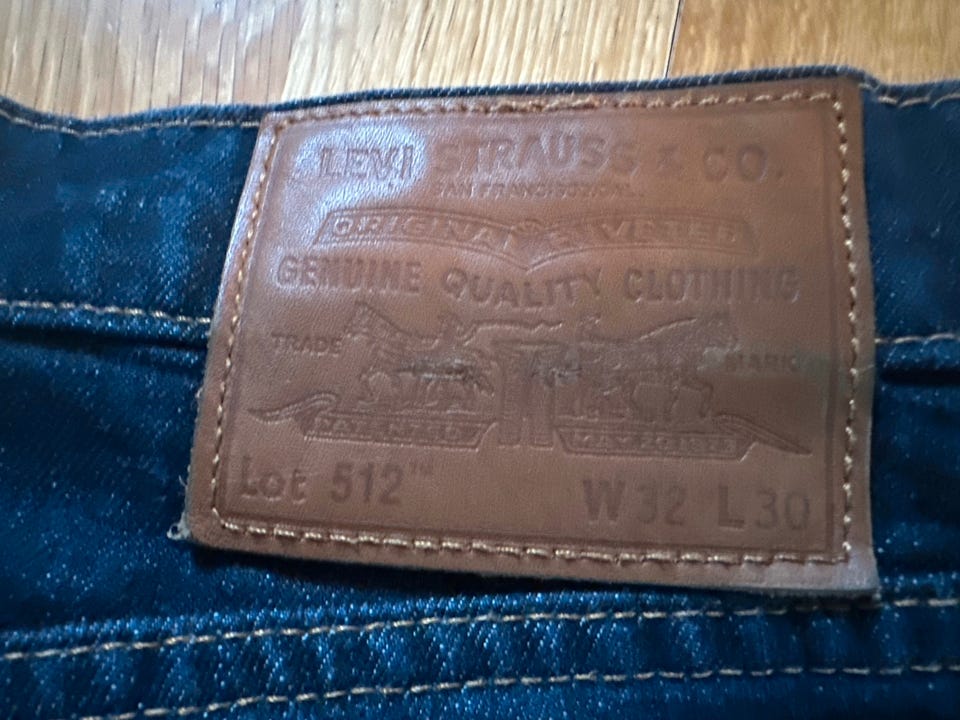 LEVI STRAUSS & CO.
SAN FRANCISCO CAL.
ORIGINAL RIVETED
GENUINE QUALITY CLOTHING
TRADE MARK
PATENTED MAY 20 1873
Lot 512™ W32 L30